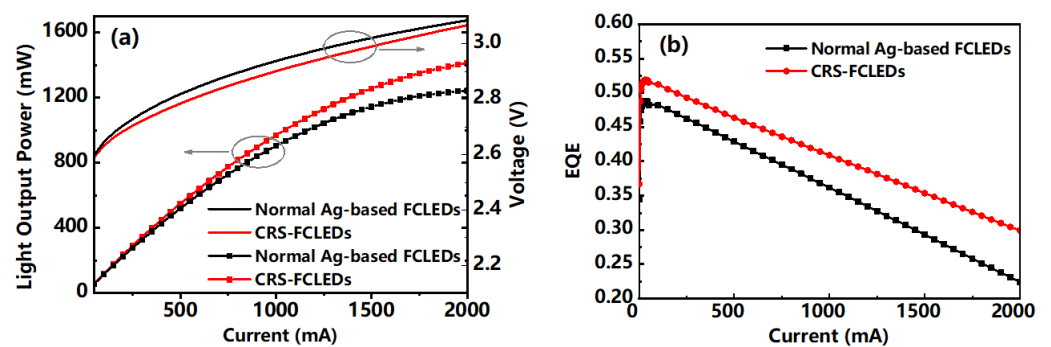 (a)
1600
1200
800
400
0
Light Output Power (mW)
500
1000
1500
2000
Current (mA)
3.0
2.8
2.6
2.4
2.2
Voltage (V)
Normal Ag-based FCLEDs
CRS-FCLEDs
Normal Ag-based FCLEDs
CRS-FCLEDs
(b)
0.60
0.55
0.50
0.45
0.40
0.35
0.30
0.25
0.20
EQE
0
500
1000
1500
2000
Current (mA)
Normal Ag-based FCLEDs
CRS-FCLEDs